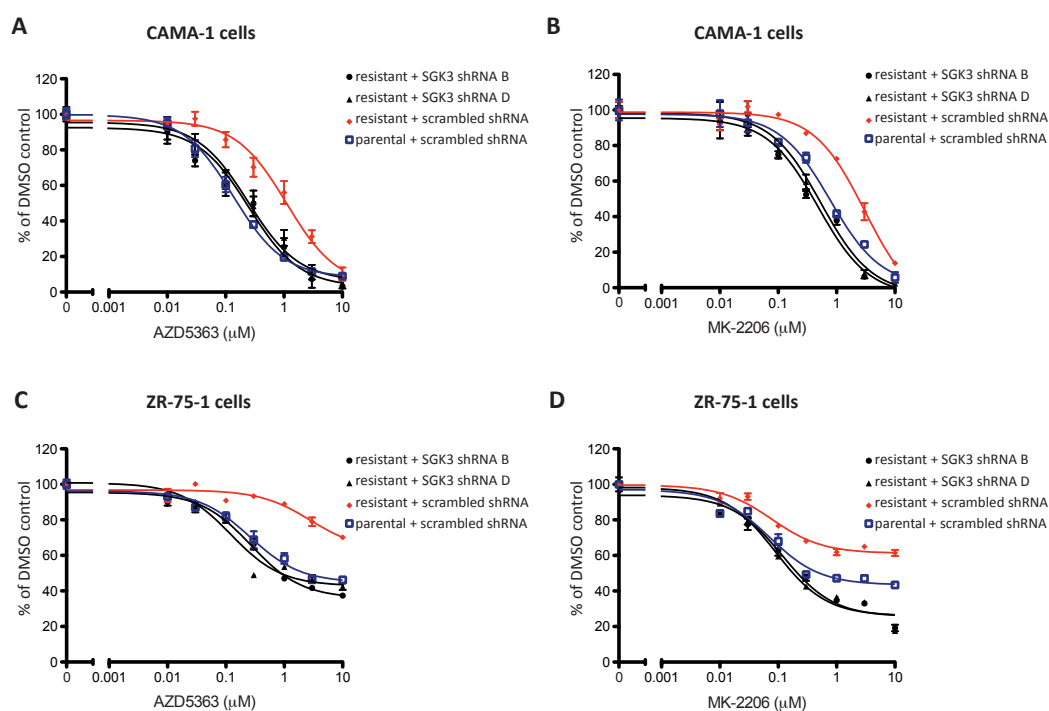 A
CAMA-1 cells
% of DMSO control
120
100
80
60
40
20
0
0
0.001
0.01
0.1
1
10
AZD5363 (μM)
resistant + SGK3 shRNA B
resistant + SGK3 shRNA D
resistant + scrambled shRNA
parental + scrambled shRNA
B
CAMA-1 cells
% of DMSO control
120
100
80
60
40
20
0
0
0.001
0.01
0.1
1
10
MK-2206 (μM)
resistant + SGK3 shRNA B
resistant + SGK3 shRNA D
resistant + scrambled shRNA
parental + scrambled shRNA
C
ZR-75-1 cells
% of DMSO control
120
100
80
60
40
20
0
0
0.001
0.01
0.1
1
10
AZD5363 (μM)
resistant + SGK3 shRNA B
resistant + SGK3 shRNA D
resistant + scrambled shRNA
parental + scrambled shRNA
D
ZR-75-1 cells
% of DMSO control
120
100
80
60
40
20
0
0
0.001
0.01
0.1
1
10
MK-2206 (μM)
resistant + SGK3 shRNA B
resistant + SGK3 shRNA D
resistant + scrambled shRNA
parental + scrambled shRNA